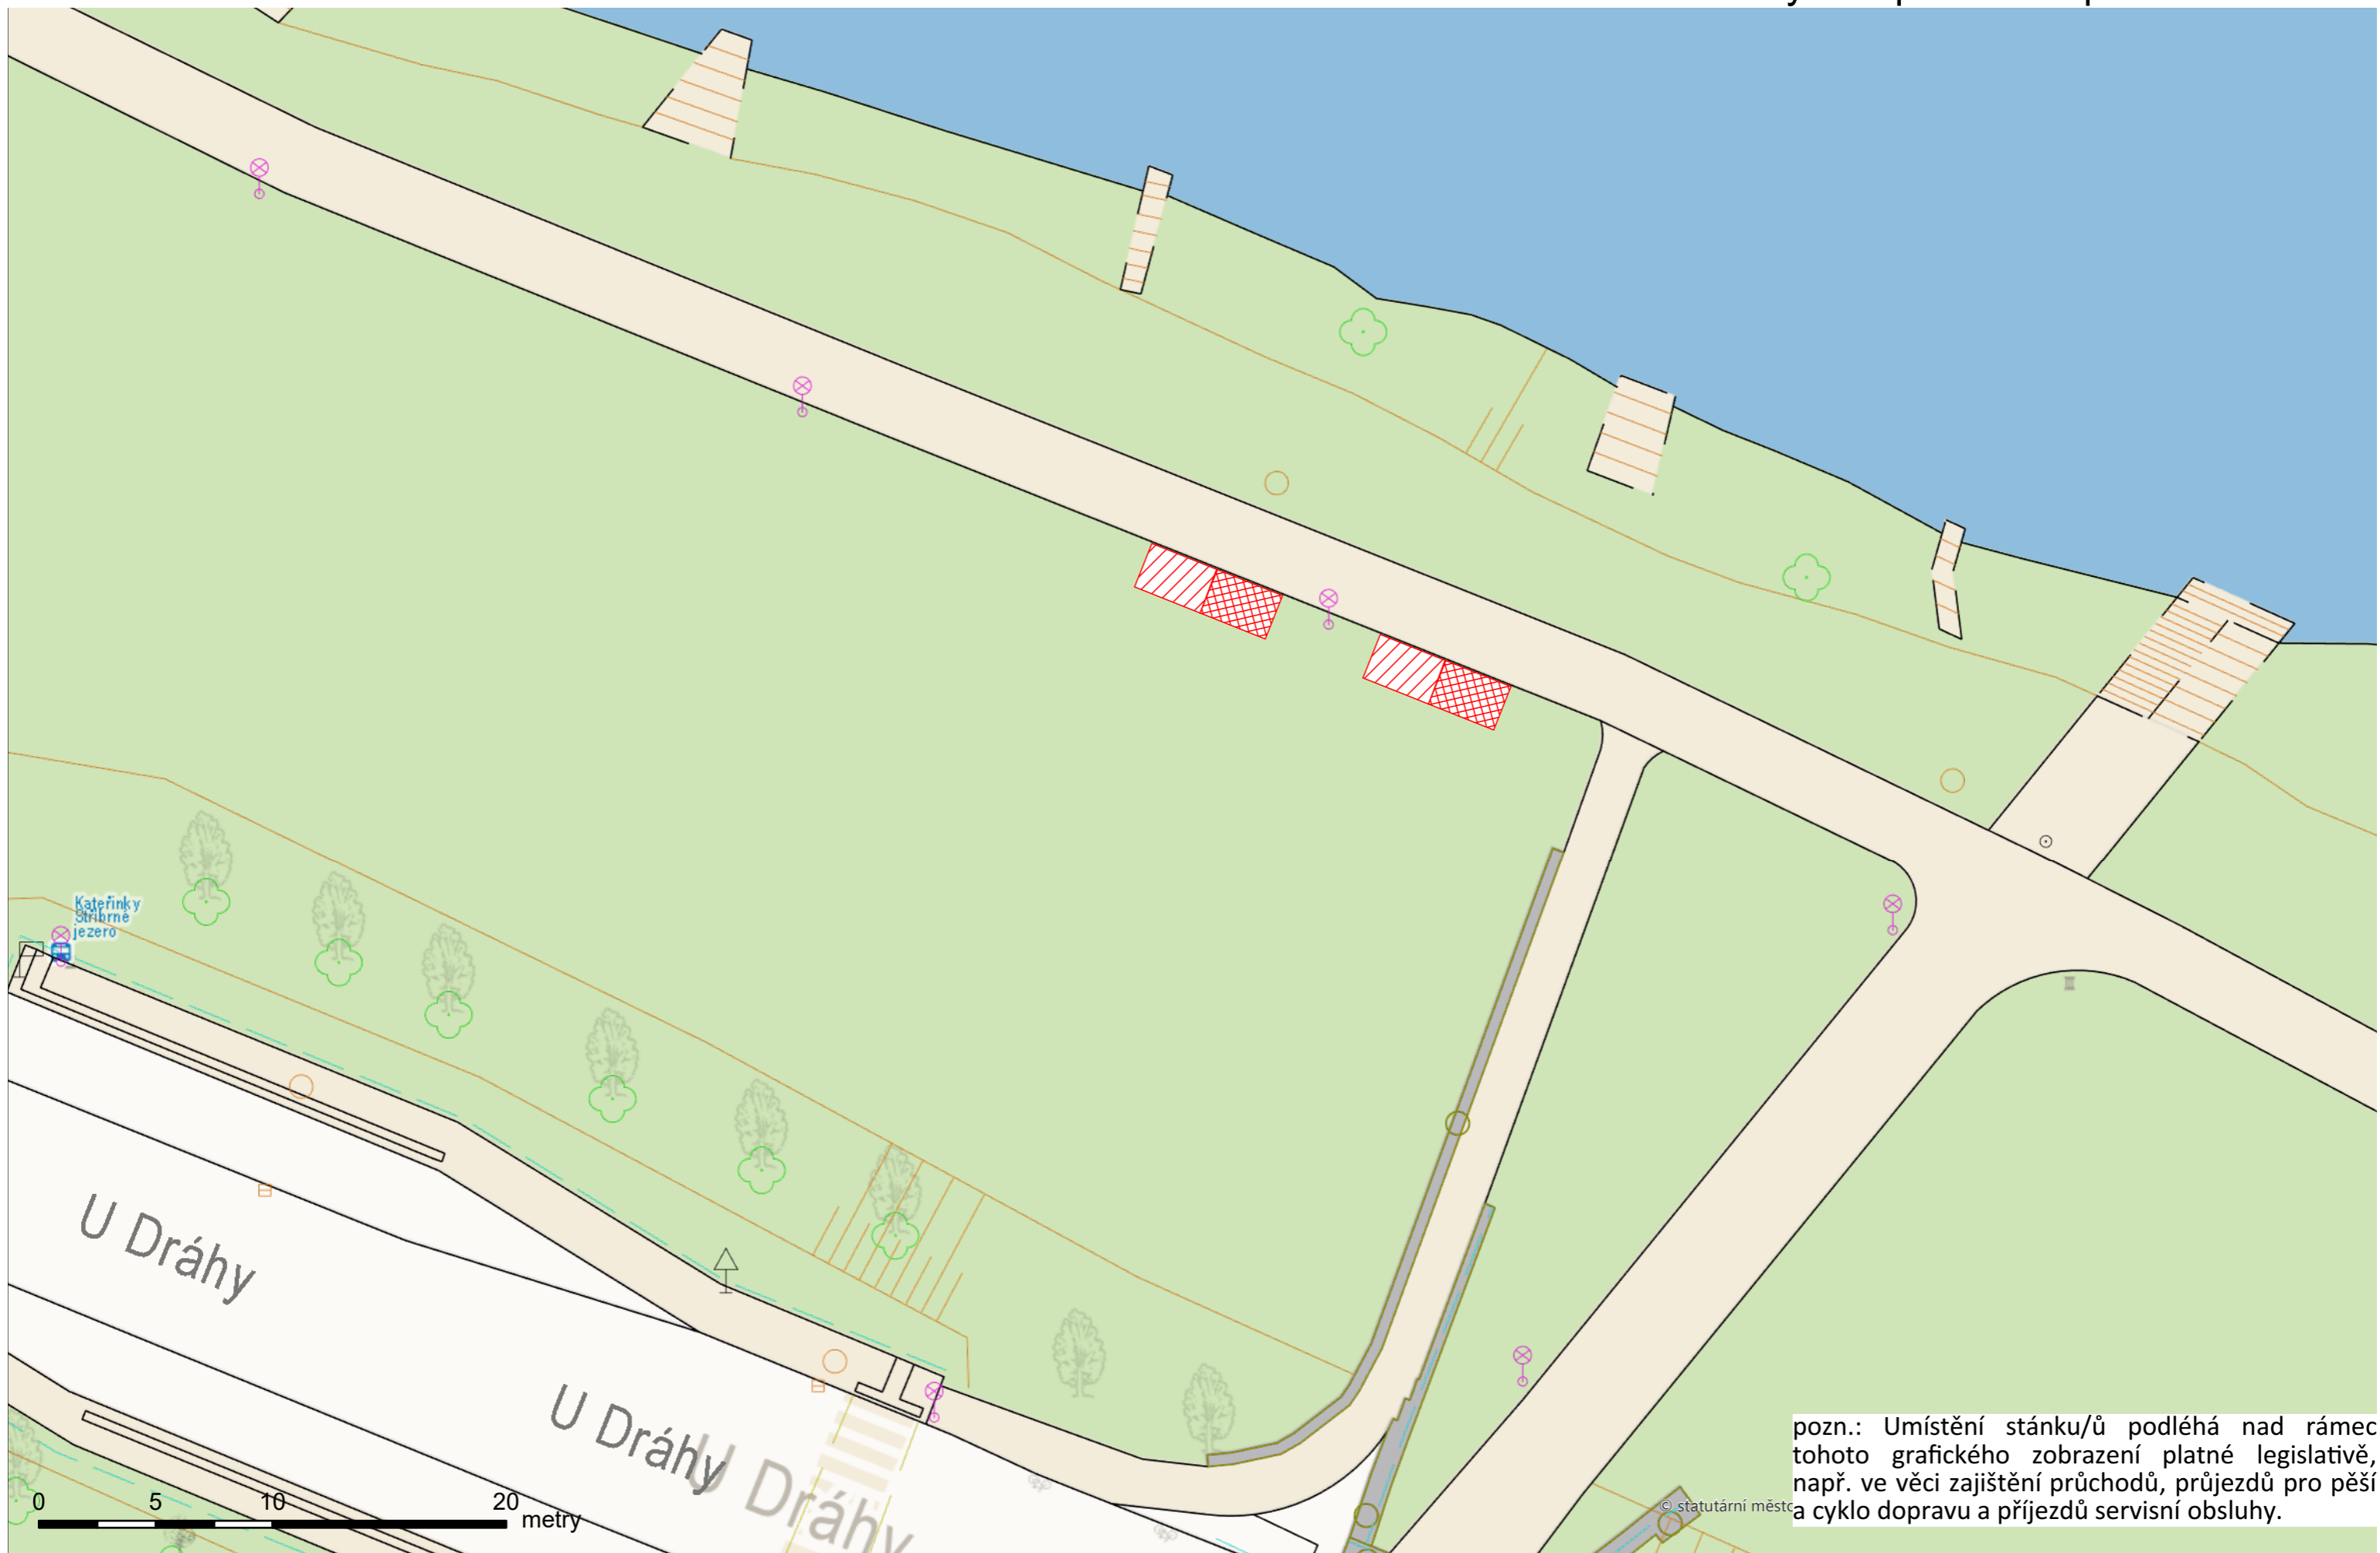 Kateřinky
Stříbrné
jezero
U Dráhy
U Dráhy
U Dráhy
pozn.: Umístění stánku/ů podléhá nad rámec
tohoto grafického zobrazení platné legislativě,
např. ve věci zajištění průchodů, průjezdů pro pěší
© statutární město
a cyklo dopravu a příjezdů servisní obsluhy.
0 5 10 20
metry